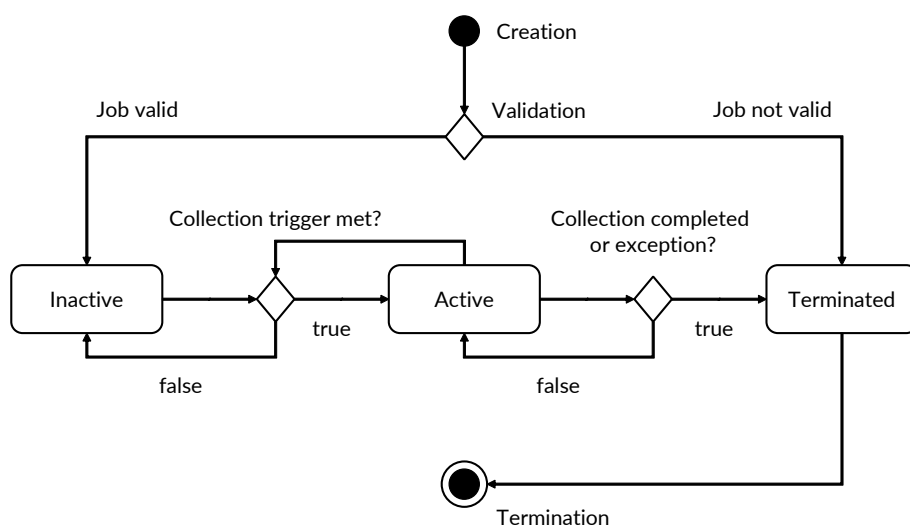 Creation
Job valid
Validation
Job not valid
Collection trigger met?
Collection completed
or exception?
Inactive
Active
Terminated
true
true
false
false
Termination